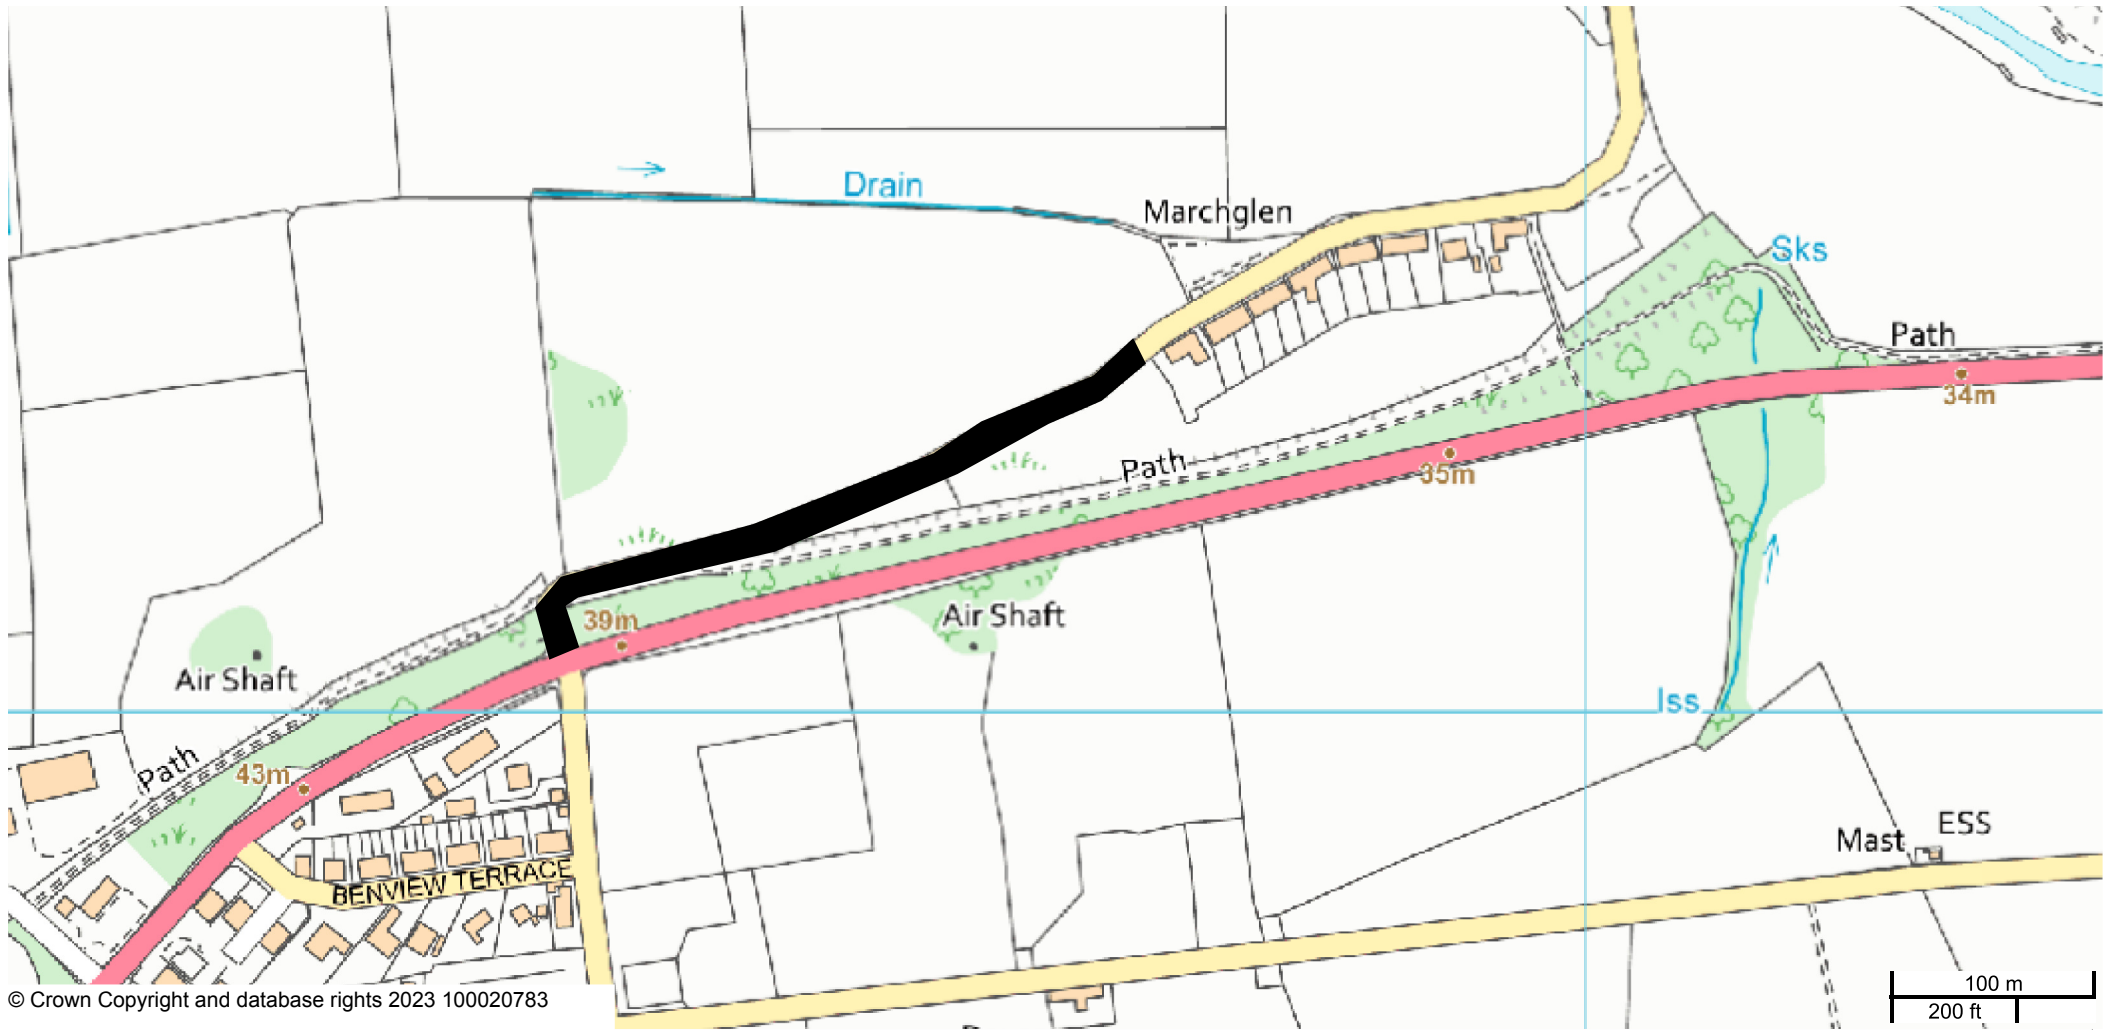 Drain
Marchglen
Sks
Path
34m
Path
35m
39m
Air Shaft
Air Shaft
Iss
Path
43m
ESS
Mast
BENVIEW TERRACE
100 m
200 ft
© Crown Copyright and database rights 2023 100020783